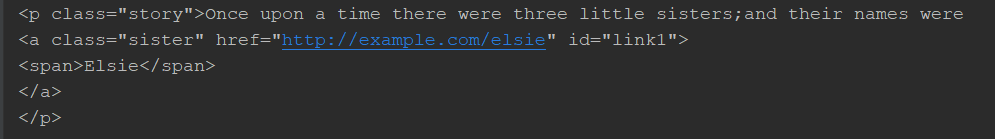 <p class="story">Once upon a time there were three little sisters;and their names were
<a class="sister" href="http://example.com/elsie" id="link1">
<span>Elsie</span>
</a>
</p>